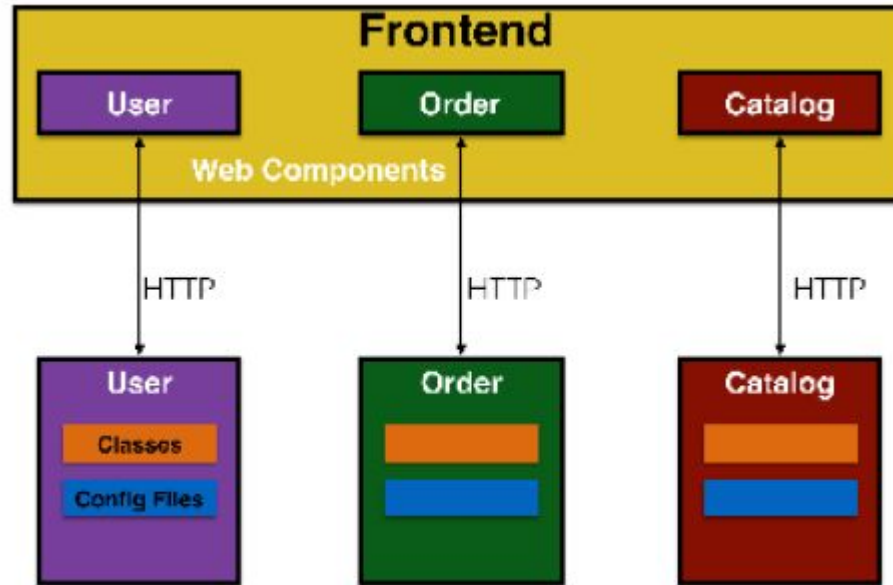 Frontend
User
Order
Catalog
Web Components
HTTP
HTTP
HTTP
User
Order
Catalog
Classes
Config Files